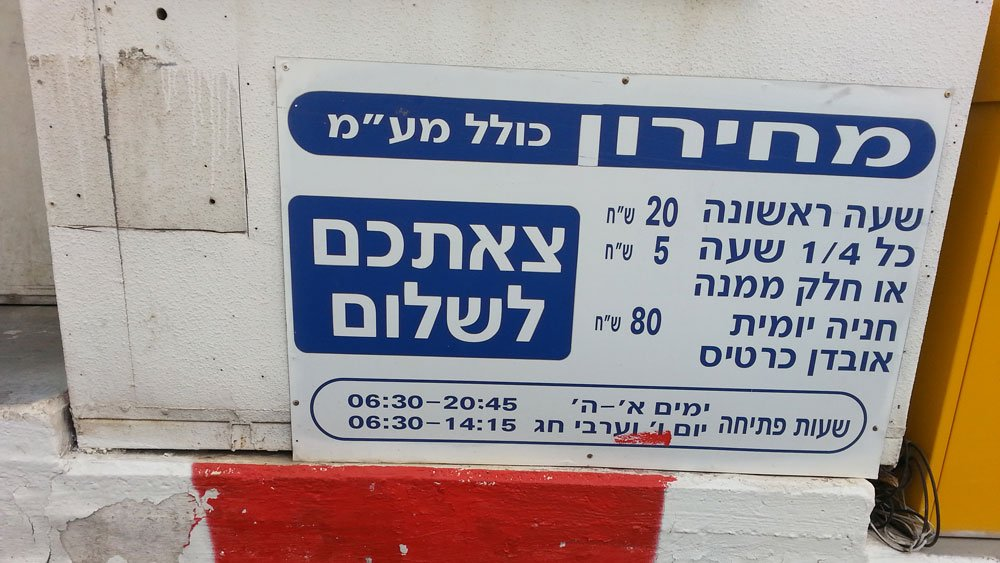 מחירון כולל מע"מ
שעה ראשונה 20 ש"ח
כל 1/4 שעה 5 ש"ח
או חלק ממנה
חניה יומית 80 ש"ח
אובדן כרטיס
צאתכם
לשלום
שעות פתיחה
ימים א'-ה' 06:30-20:45
יום ו' וערבי חג 06:30-14:15